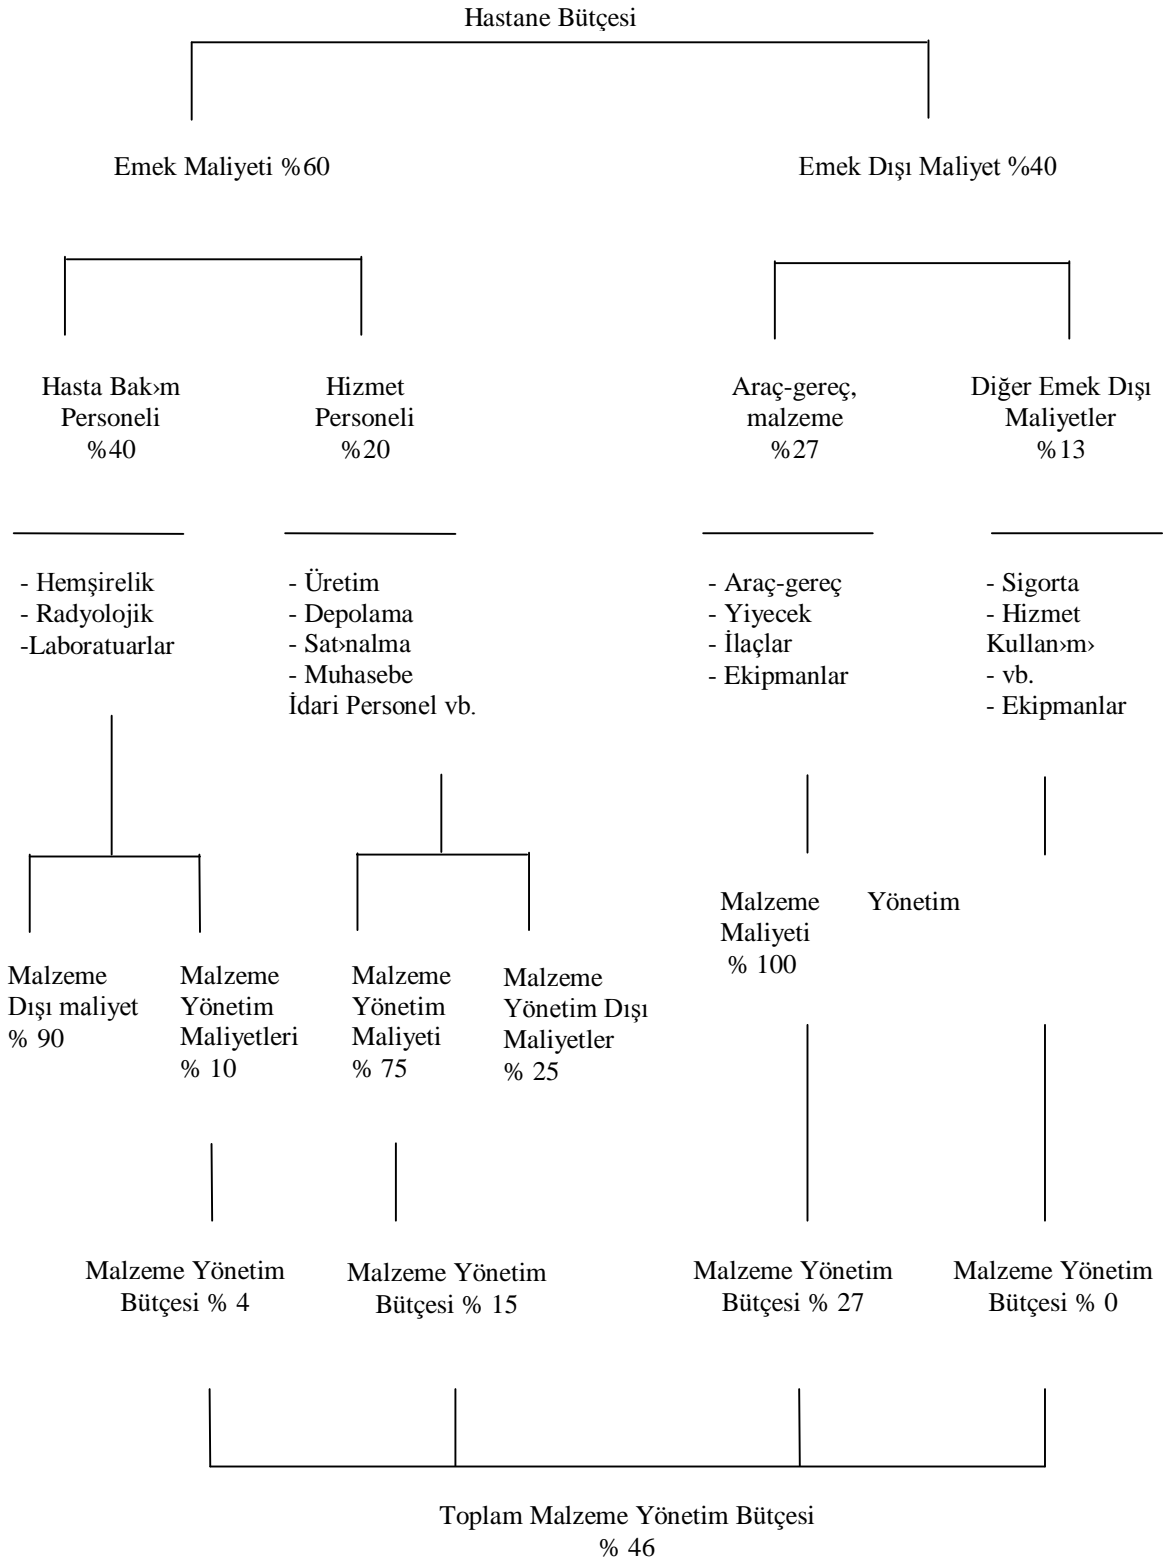 Hastane Bütçesi
Emek Maliyeti %60
Emek Dışı Maliyet %40
Hasta Bak›m
Personeli
%40
Hizmet
Personeli
%20
Araç-gereç,
malzeme
%27
Diğer Emek Dışı
Maliyetler
%13
- Hemşirelik
- Radyolojik
-Laboratuarlar
- Üretim
- Depolama
- Sat›nalma
- Muhasebe
İdari Personel vb.
- Araç-gereç
- Yiyecek
- İlaçlar
- Ekipmanlar
- Sigorta
- Hizmet
Kullan›m›
- vb.
- Ekipmanlar
Malzeme
Dışı maliyet
% 90
Malzeme
Yönetim
Maliyetleri
% 10
Malzeme
Yönetim
Maliyeti
% 75
Malzeme
Yönetim Dışı
Maliyetler
% 25
Malzeme Yönetim
Maliyeti
% 100
Malzeme Yönetim
Bütçesi % 4
Malzeme Yönetim
Bütçesi % 15
Malzeme Yönetim
Bütçesi % 27
Malzeme Yönetim
Bütçesi % 0
Toplam Malzeme Yönetim Bütçesi
% 46